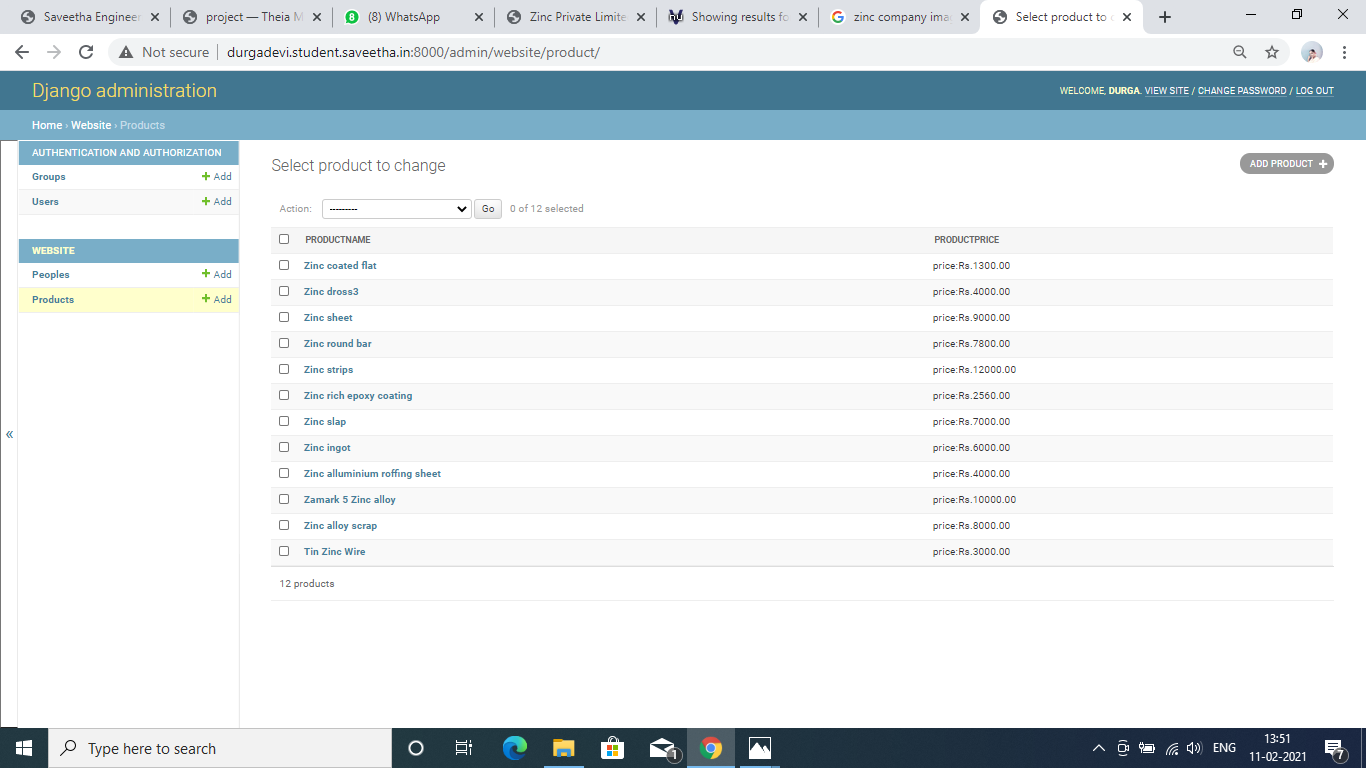 Saveetha Engineer
project — Theia M
(8) WhatsApp
Zinc Private Limite
Showing results fo
zinc company ima
Select product to c
Not secure | durgadevi.student.saveetha.in:8000/admin/website/product/
Django administration
WELCOME, DURGA. VIEW SITE / CHANGE PASSWORD / LOG OUT
Home › Website › Products
AUTHENTICATION AND AUTHORIZATION
Groups + Add
Users + Add
WEBSITE
Peoples + Add
Products + Add
«
Select product to change
ADD PRODUCT +
Action: --------- Go 0 of 12 selected
PRODUCTNAME PRODUCTPRICE
Zinc coated flat price:Rs.1300.00
Zinc dross3 price:Rs.4000.00
Zinc sheet price:Rs.9000.00
Zinc round bar price:Rs.7800.00
Zinc strips price:Rs.12000.00
Zinc rich epoxy coating price:Rs.2560.00
Zinc slap price:Rs.7000.00
Zinc ingot price:Rs.6000.00
Zinc alluminium roffing sheet price:Rs.4000.00
Zamark 5 Zinc alloy price:Rs.10000.00
Zinc alloy scrap price:Rs.8000.00
Tin Zinc Wire price:Rs.3000.00
12 products
Type here to search
1
ENG
13:51
11-02-2021
7